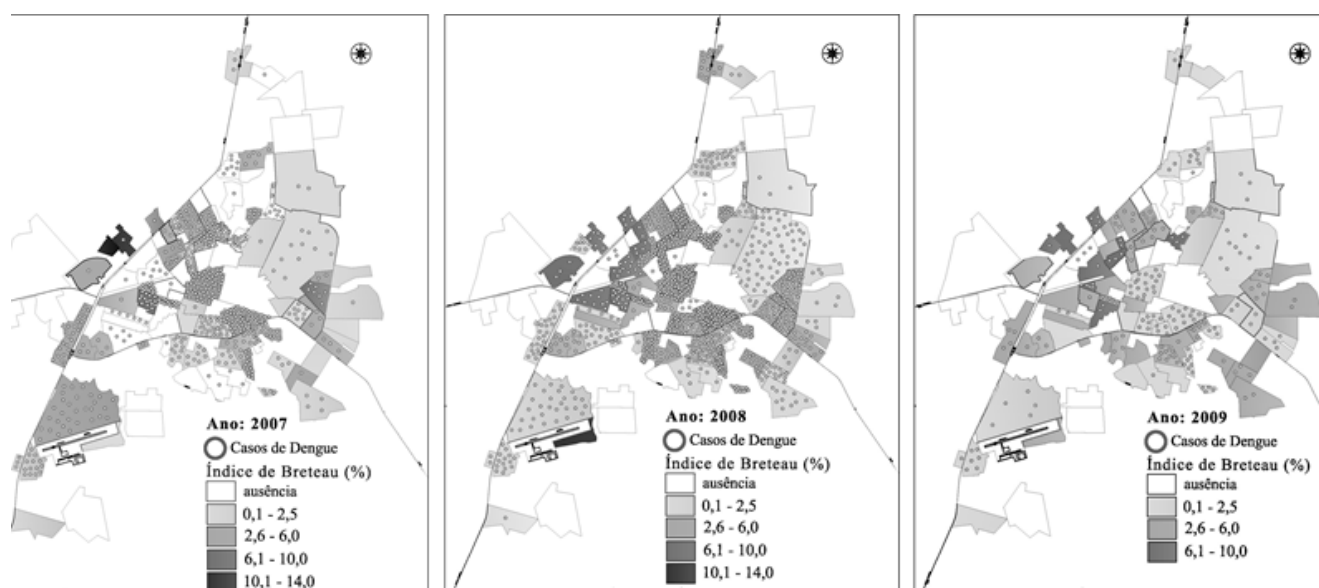 Ano: 2007
Casos de Dengue
Índice de Breteau (%)
ausência
0,1 - 2,5
2,6 - 6,0
6,1 - 10,0
10,1 - 14,0
Ano: 2008
Casos de Dengue
Índice de Breteau (%)
ausência
0,1 - 2,5
2,6 - 6,0
6,1 - 10,0
10,1 - 14,0
Ano: 2009
Casos de Dengue
Índice de Breteau (%)
ausência
0,1 - 2,5
2,6 - 6,0
6,1 - 10,0